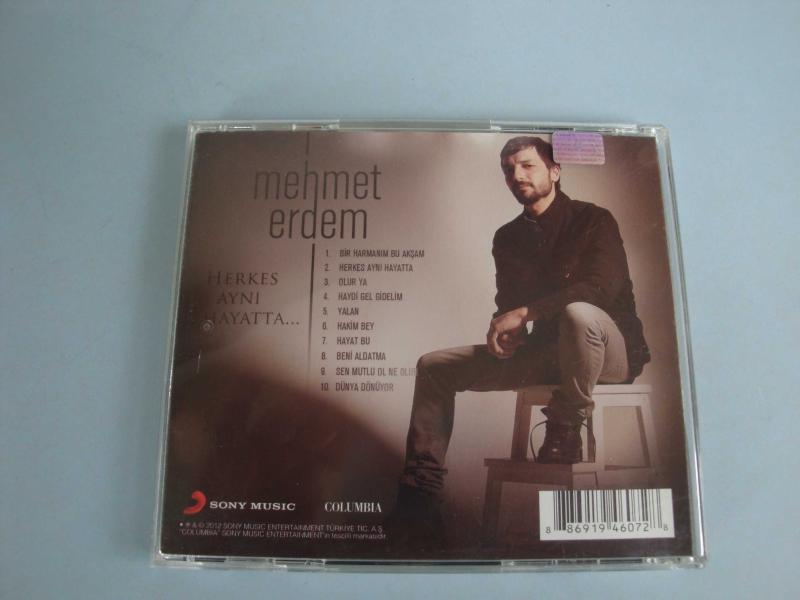 mehmet
erdem
HERKES
AYNI
HAYATTA...
1. BİR HARMANIM BU AKŞAM
2. HERKES AYNI HAYATTA
3. OLUR YA
4. HAYDİ GEL GİDELİM
5. YALAN
6. HAKİM BEY
7. HAYAT BU
8. BENİ ALDATMA
9. SEN MUTLU OL NE OLUR
10. DÜNYA DÖNÜYOR
SONY MUSIC
COLUMBIA
• ℗ & © 2012 SONY MUSIC ENTERTAINMENT TÜRKİYE TİC. A.Ş.
"COLUMBIA" SONY MUSIC ENTERTAINMENT'in tescilli markasıdır.
8 86919 46072 8